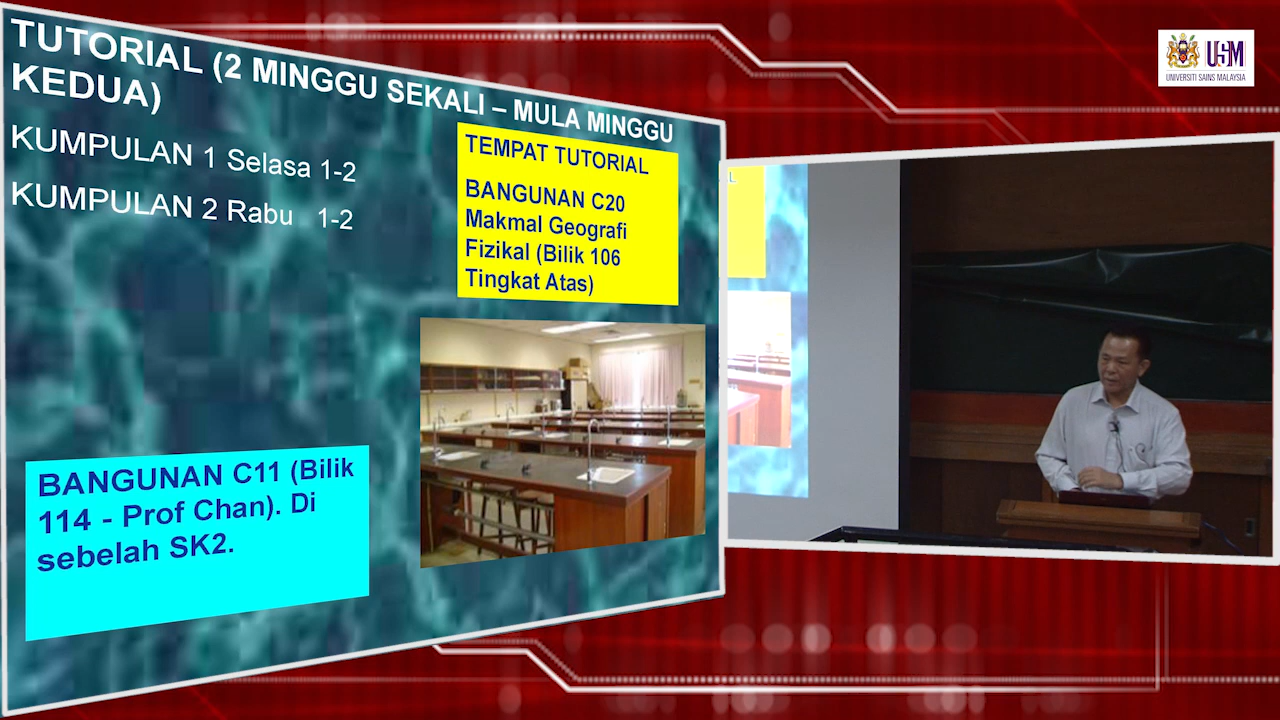 TUTORIAL (2 MINGGU SEKALI – MULA MINGGU
KEDUA)
KUMPULAN 1 Selasa 1-2
KUMPULAN 2 Rabu 1-2
TEMPAT TUTORIAL
BANGUNAN C20
Makmal Geografi
Fizikal (Bilik 106
Tingkat Atas)
BANGUNAN C11 (Bilik
114 - Prof Chan). Di
sebelah SK2.
USM
UNIVERSITI SAINS MALAYSIA
L